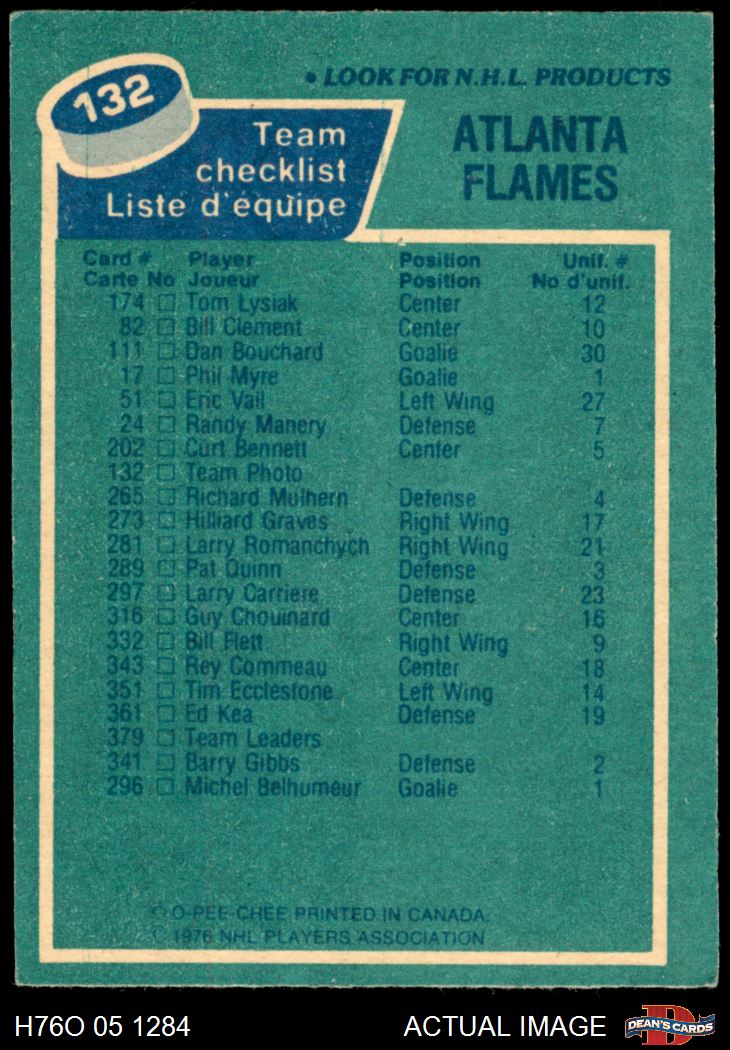 132
• LOOK FOR N.H.L. PRODUCTS
Team
checklist
Liste d'équipe
ATLANTA
FLAMES
Card # Player Position Unif. #
Carte No Joueur Position No d'unif.
174 □ Tom Lysiak Center 12
82 □ Bill Clement Center 10
111 □ Dan Bouchard Goalie 30
17 □ Phil Myre Goalie 1
51 □ Eric Vail Left Wing 27
24 □ Randy Manery Defense 7
202 □ Curt Bennett Center 5
132 □ Team Photo
265 □ Richard Mulhern Defense 4
273 □ Hilliard Graves Right Wing 17
281 □ Larry Romanchych Right Wing 21
289 □ Pat Quinn Defense 3
297 □ Larry Carriere Defense 23
316 □ Guy Chouinard Center 16
332 □ Bill Flett Right Wing 9
343 □ Rey Commeau Center 18
351 □ Tim Ecclestone Left Wing 14
361 □ Ed Kea Defense 19
379 □ Team Leaders
341 □ Barry Gibbs Defense 2
296 □ Michel Belhumeur Goalie 1
© O-PEE-CHEE PRINTED IN CANADA.
© 1976 NHL PLAYERS ASSOCIATION
H76O 05 1284
ACTUAL IMAGE
D
DEAN'S CARDS